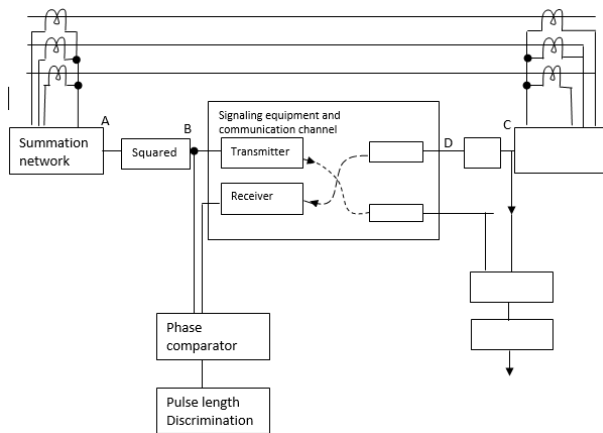 Signaling equipment and
communication channel
A
B
D
C
Summation
network
Squared
Transmitter
Receiver
Phase
comparator
Pulse length
Discrimination